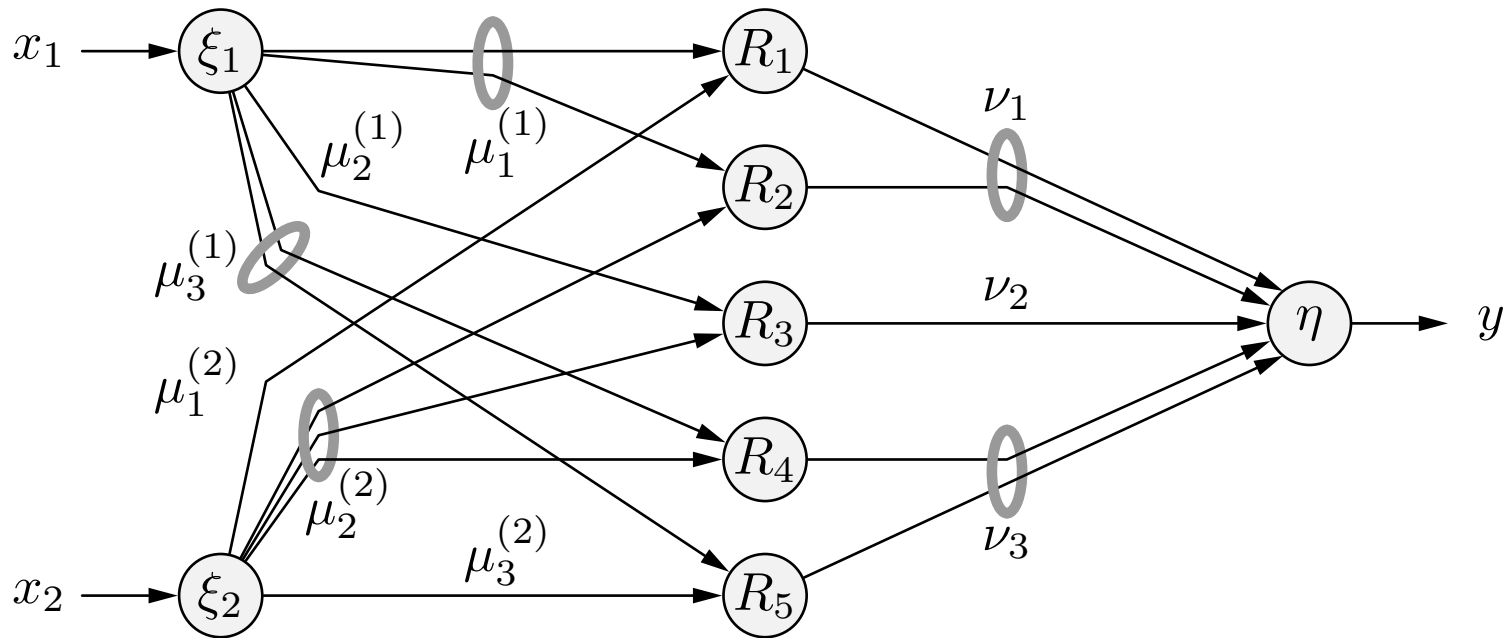 x₁
ξ₁
R₁
ν₁
μ₂⁽¹⁾
μ₁⁽¹⁾
R₂
μ₃⁽¹⁾
ν₂
R₃
η
y
μ₁⁽²⁾
R₄
μ₂⁽²⁾
ν₃
μ₃⁽²⁾
x₂
ξ₂
R₅